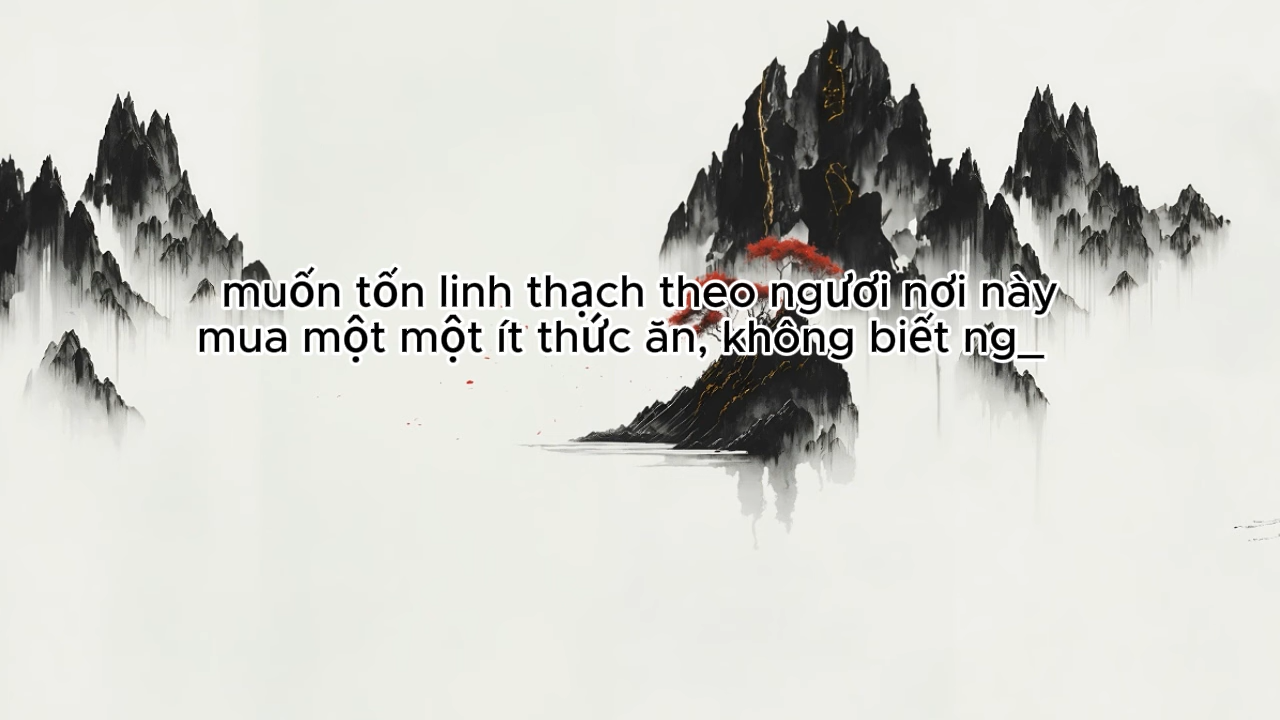 muốn tốn linh thạch theo ngươi nơi này
mua một một ít thức ăn, không biết ng_